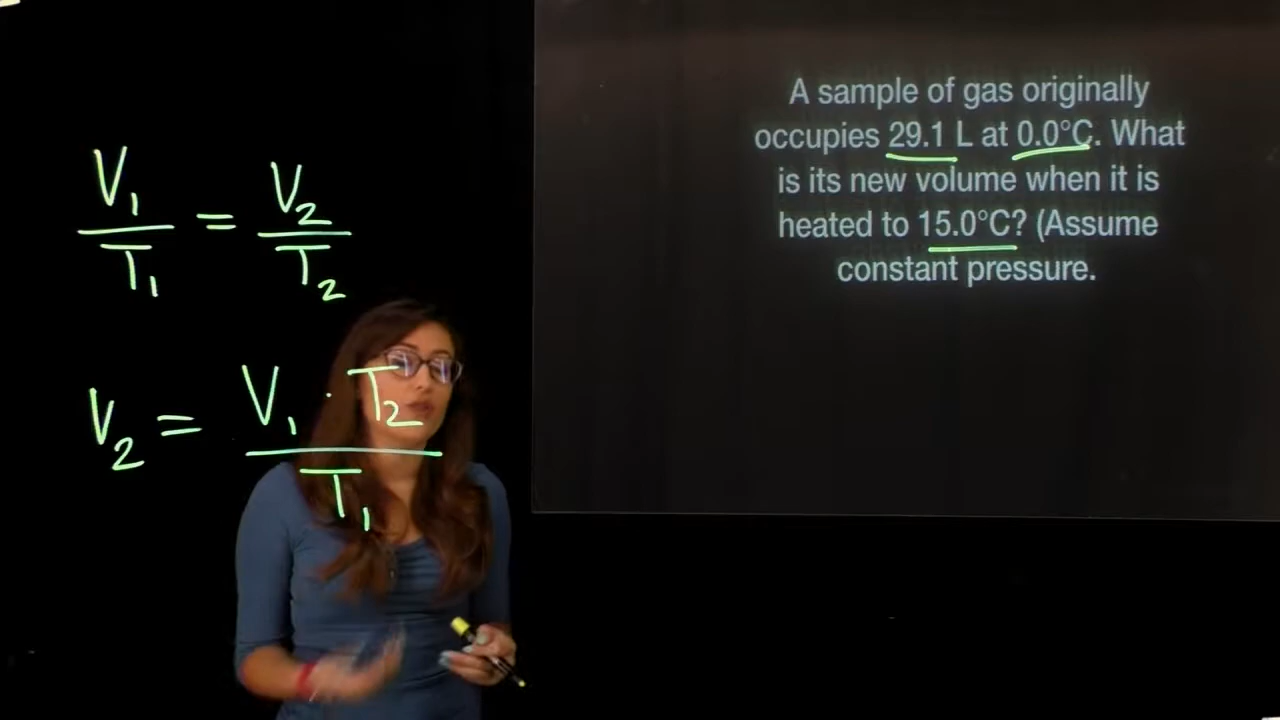 V₁/T₁ = V₂/T₂
V₂ = V₁ · T₂/T₁
A sample of gas originally
occupies 29.1 L at 0.0°C. What
is its new volume when it is
heated to 15.0°C? (Assume
constant pressure.